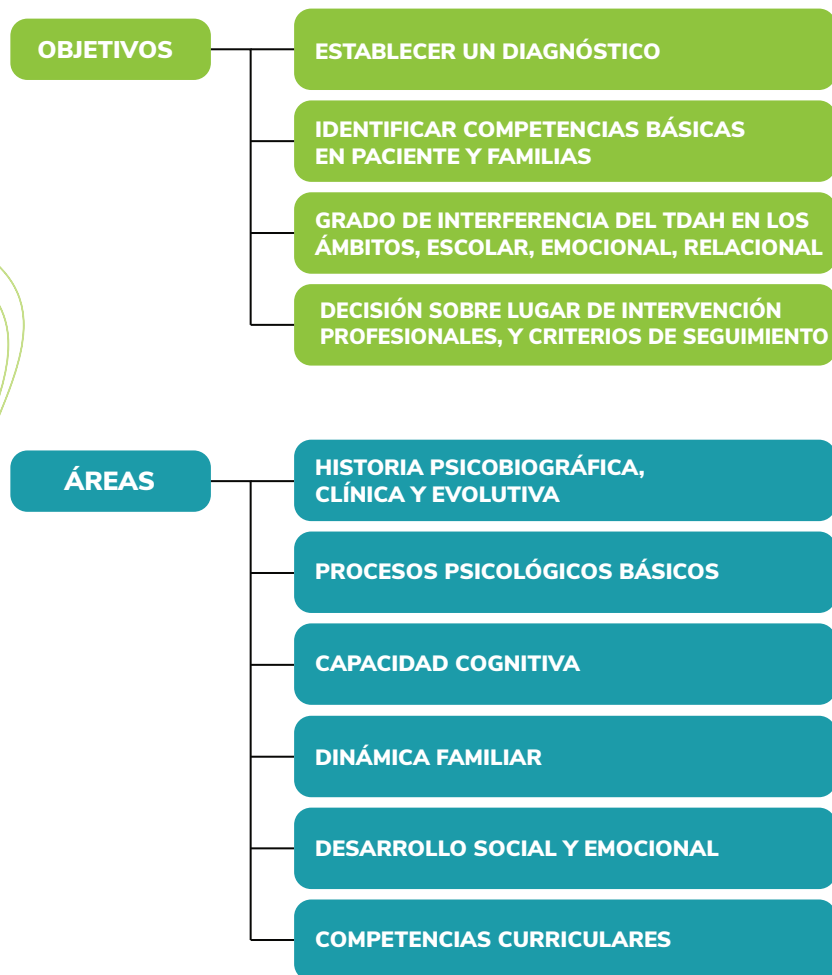 OBJETIVOS
ESTABLECER UN DIAGNÓSTICO
IDENTIFICAR COMPETENCIAS BÁSICAS
EN PACIENTE Y FAMILIAS
GRADO DE INTERFERENCIA DEL TDAH EN LOS
ÁMBITOS, ESCOLAR, EMOCIONAL, RELACIONAL
DECISIÓN SOBRE LUGAR DE INTERVENCIÓN
PROFESIONALES, Y CRITERIOS DE SEGUIMIENTO
ÁREAS
HISTORIA PSICOBIOGRÁFICA,
CLÍNICA Y EVOLUTIVA
PROCESOS PSICOLÓGICOS BÁSICOS
CAPACIDAD COGNITIVA
DINÁMICA FAMILIAR
DESARROLLO SOCIAL Y EMOCIONAL
COMPETENCIAS CURRICULARES